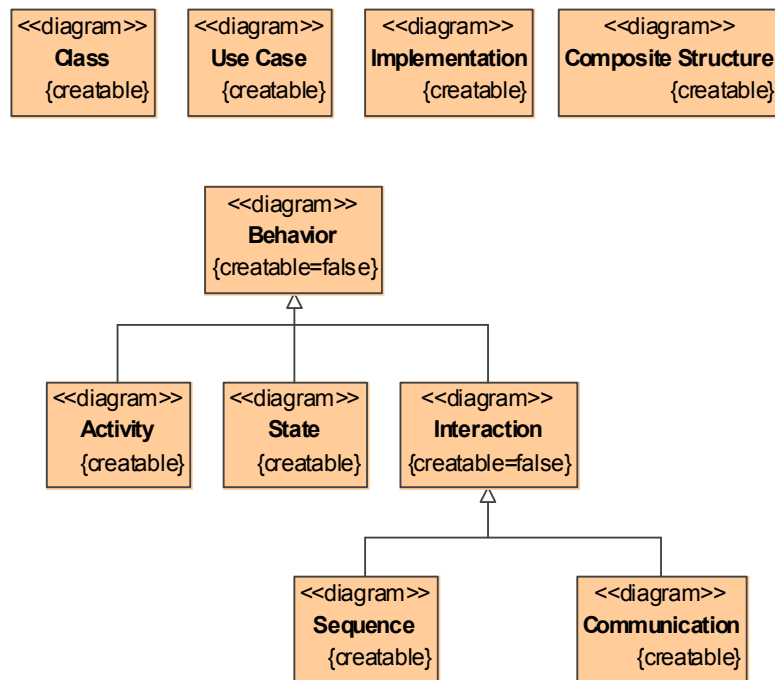 <<diagram>>
Class
{creatable}
<<diagram>>
Use Case
{creatable}
<<diagram>>
Implementation
{creatable}
<<diagram>>
Composite Structure
{creatable}
<<diagram>>
Behavior
{creatable=false}
<<diagram>>
Activity
{creatable}
<<diagram>>
State
{creatable}
<<diagram>>
Interaction
{creatable=false}
<<diagram>>
Sequence
{creatable}
<<diagram>>
Communication
{creatable}